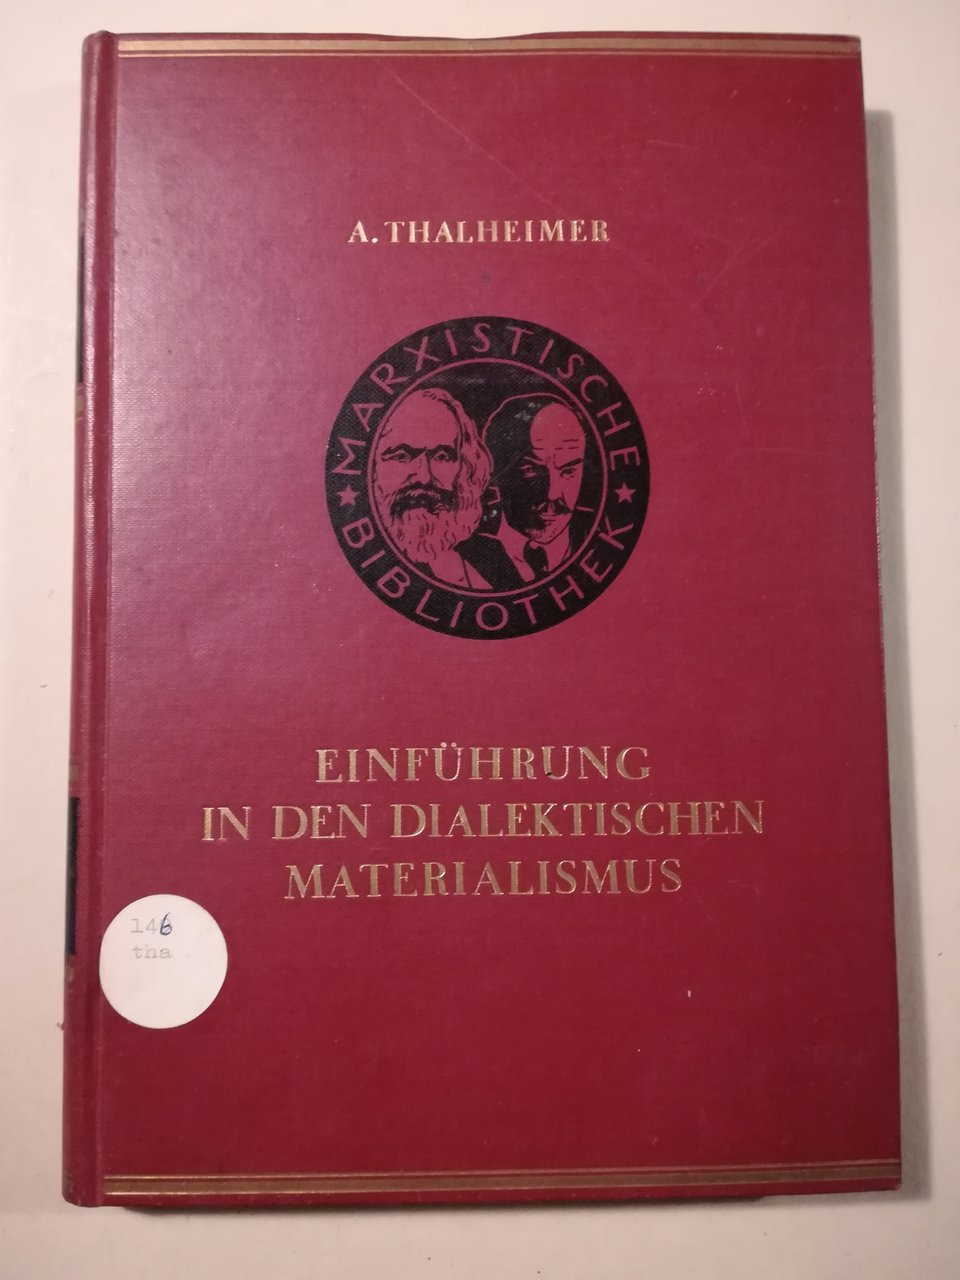 A. THALHEIMER
★ MARXISTISCHE ★
BIBLIOTHEK
EINFÜHRUNG
IN DEN DIALEKTISCHEN
MATERIALISMUS
146
tha